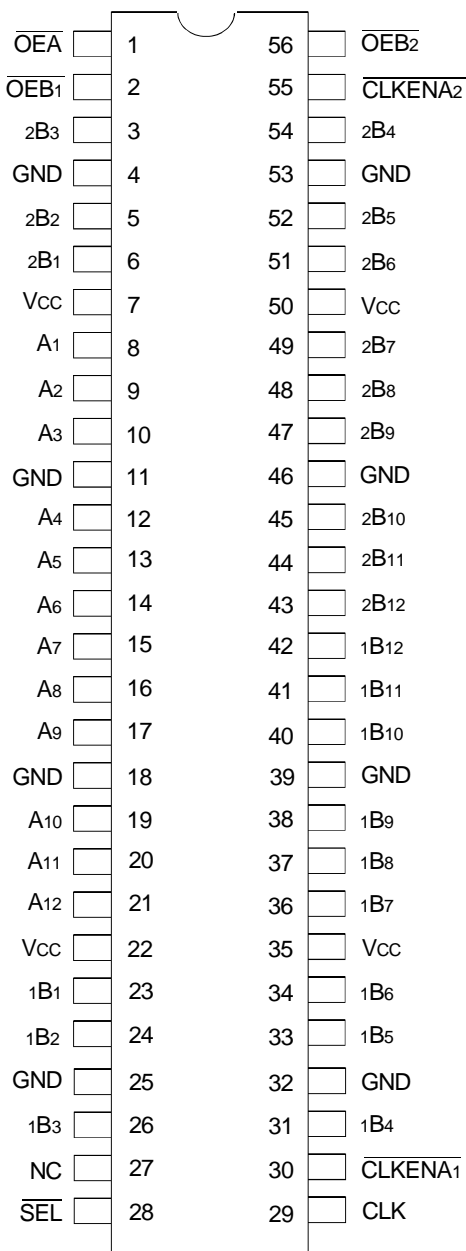 OEA 1 56 OEB2
OEB1 2 55 CLKENA2
2B3 3 54 2B4
GND 4 53 GND
2B2 5 52 2B5
2B1 6 51 2B6
VCC 7 50 VCC
A1 8 49 2B7
A2 9 48 2B8
A3 10 47 2B9
GND 11 46 GND
A4 12 45 2B10
A5 13 44 2B11
A6 14 43 2B12
A7 15 42 1B12
A8 16 41 1B11
A9 17 40 1B10
GND 18 39 GND
A10 19 38 1B9
A11 20 37 1B8
A12 21 36 1B7
VCC 22 35 VCC
1B1 23 34 1B6
1B2 24 33 1B5
GND 25 32 GND
1B3 26 31 1B4
NC 27 30 CLKENA1
SEL 28 29 CLK